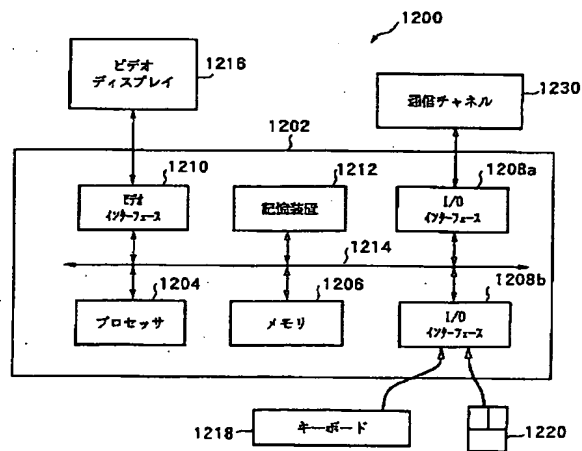 1200
ビデオ
ディスプレイ
1216
通信チャネル
1230
1202
1210
1212
1208a
ビデオ
インターフェース
記憶装置
I/O
インターフェース
1214
1204
1206
1208b
プロセッサ
メモリ
I/O
インターフェース
1218
キーボード
1220